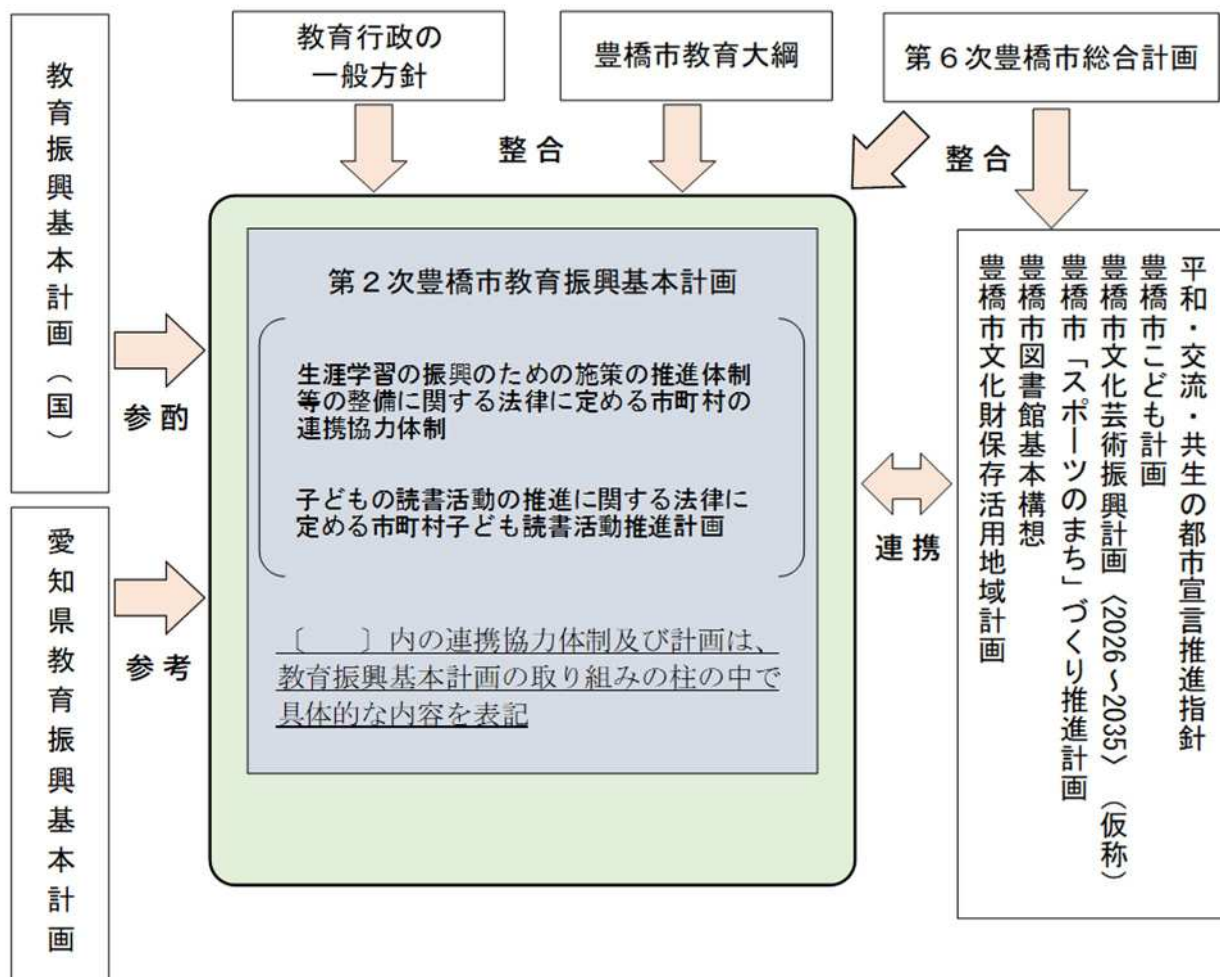 教育行政の
一般方針
豊橋市教育大綱
第６次豊橋市総合計画
教育振興基本計画（国）
整合
整合
参酌
愛知県教育振興基本計画
参考
第２次豊橋市教育振興基本計画
生涯学習の振興のための施策の推進体制
等の整備に関する法律に定める市町村の
連携協力体制
子どもの読書活動の推進に関する法律に
定める市町村子ども読書活動推進計画
〔　　〕内の連携協力体制及び計画は、
教育振興基本計画の取り組みの柱の中で
具体的な内容を表記
連携
平和・交流・共生の都市宣言推進指針
豊橋市こども計画
豊橋市文化芸術振興計画〈2026～2035〉（仮称）
豊橋市「スポーツのまち」づくり推進計画
豊橋市図書館基本構想
豊橋市文化財保存活用地域計画